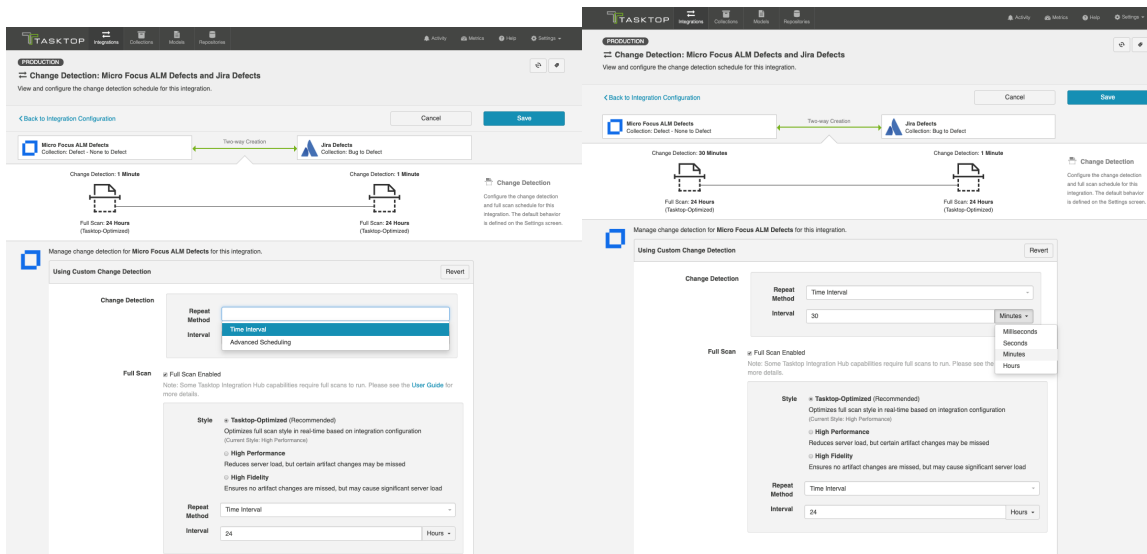 TASKTOP
Integrations
Collections
Models
Repositories
Activity
Metrics
Help
Settings
PRODUCTION
Change Detection: Micro Focus ALM Defects and Jira Defects
View and configure the change detection schedule for this integration.
Back to Integration Configuration
Cancel
Save
Micro Focus ALM Defects
Collection: Defect - None to Defect
Two-way Creation
Jira Defects
Collection: Bug to Defect
Change Detection: 1 Minute
Change Detection: 1 Minute
Full Scan: 24 Hours
(Tasktop-Optimized)
Full Scan: 24 Hours
(Tasktop-Optimized)
Change Detection
Configure the change detection
and full scan schedule for this
integration. The default behavior
is defined on the Settings screen.
Manage change detection for Micro Focus ALM Defects for this integration.
Using Custom Change Detection
Revert
Change Detection
Repeat
Method
Interval
Time Interval
Advanced Scheduling
Full Scan
Full Scan Enabled
Note: Some Tasktop Integration Hub capabilities require full scans to run. Please see the User Guide for
more details.
Style
Tasktop-Optimized (Recommended)
Optimizes full scan style in real-time based on integration configuration
(Current Style: High Performance)
High Performance
Reduces server load, but certain artifact changes may be missed
High Fidelity
Ensures no artifact changes are missed, but may cause significant server load
Repeat
Method
Time Interval
Interval
24
Hours
TASKTOP
Integrations
Collections
Models
Repositories
Activity
Metrics
Help
Settings
PRODUCTION
Change Detection: Micro Focus ALM Defects and Jira Defects
View and configure the change detection schedule for this integration.
Back to Integration Configuration
Cancel
Save
Micro Focus ALM Defects
Collection: Defect - None to Defect
Two-way Creation
Jira Defects
Collection: Bug to Defect
Change Detection: 30 Minutes
Change Detection: 1 Minute
Full Scan: 24 Hours
(Tasktop-Optimized)
Full Scan: 24 Hours
(Tasktop-Optimized)
Change Detection
Configure the change detection
and full scan schedule for this
integration. The default behavior
is defined on the Settings screen.
Manage change detection for Micro Focus ALM Defects for this integration.
Using Custom Change Detection
Revert
Change Detection
Repeat
Method
Time Interval
Interval
30
Minutes
Milliseconds
Seconds
Minutes
Hours
Full Scan
Full Scan Enabled
Note: Some Tasktop Integration Hub capabilities require full scans to run. Please see the
more details.
Style
Tasktop-Optimized (Recommended)
Optimizes full scan style in real-time based on integration configuration
(Current Style: High Performance)
High Performance
Reduces server load, but certain artifact changes may be missed
High Fidelity
Ensures no artifact changes are missed, but may cause significant server load
Repeat
Method
Time Interval
Interval
24
Hours